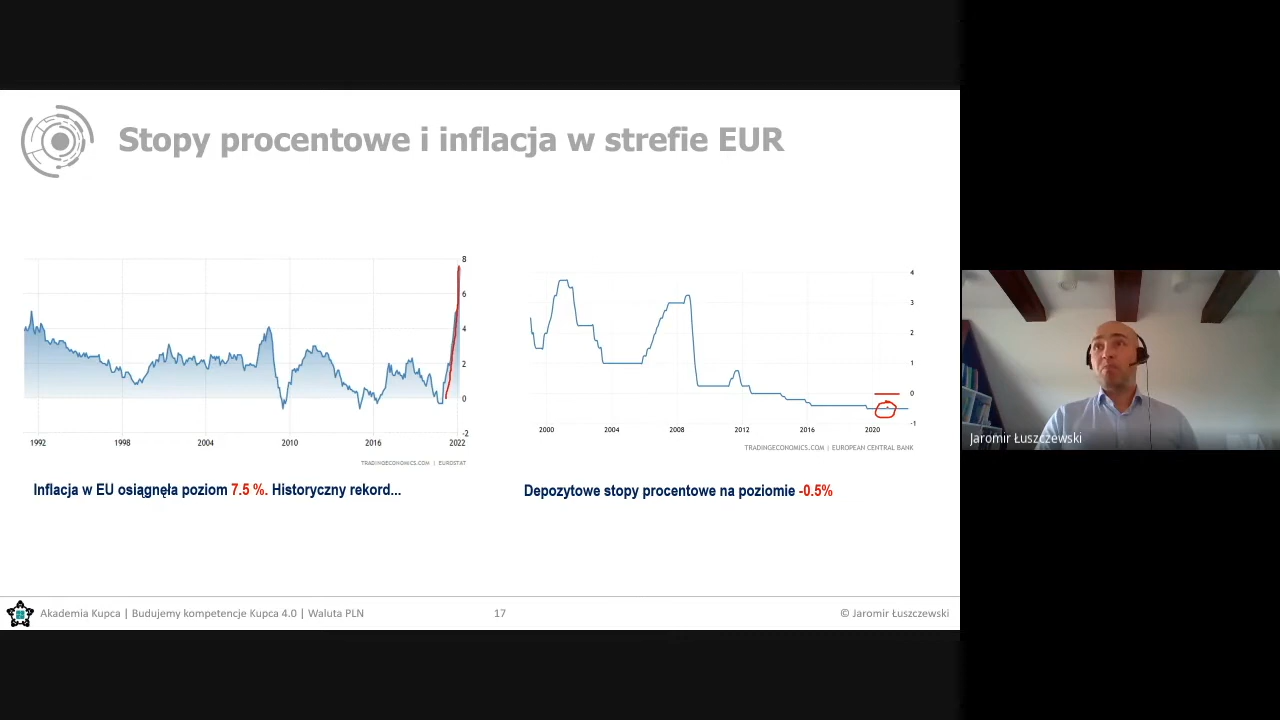 Stopy procentowe i inflacja w strefie EUR
8
6
4
2
0
-2
1992 1998 2004 2010 2016 2022
TRADINGECONOMICS.COM | EUROSTAT
Inflacja w EU osiągnęła poziom 7.5 %. Historyczny rekord...
4
3
2
1
0
-1
2000 2004 2008 2012 2016 2020
TRADINGECONOMICS.COM | EUROPEAN CENTRAL BANK
Depozytowe stopy procentowe na poziomie -0.5%
Jaromir Łuszczewski
Akademia Kupca | Budujemy kompetencje Kupca 4.0 | Waluta PLN
17
© Jaromir Łuszczewski